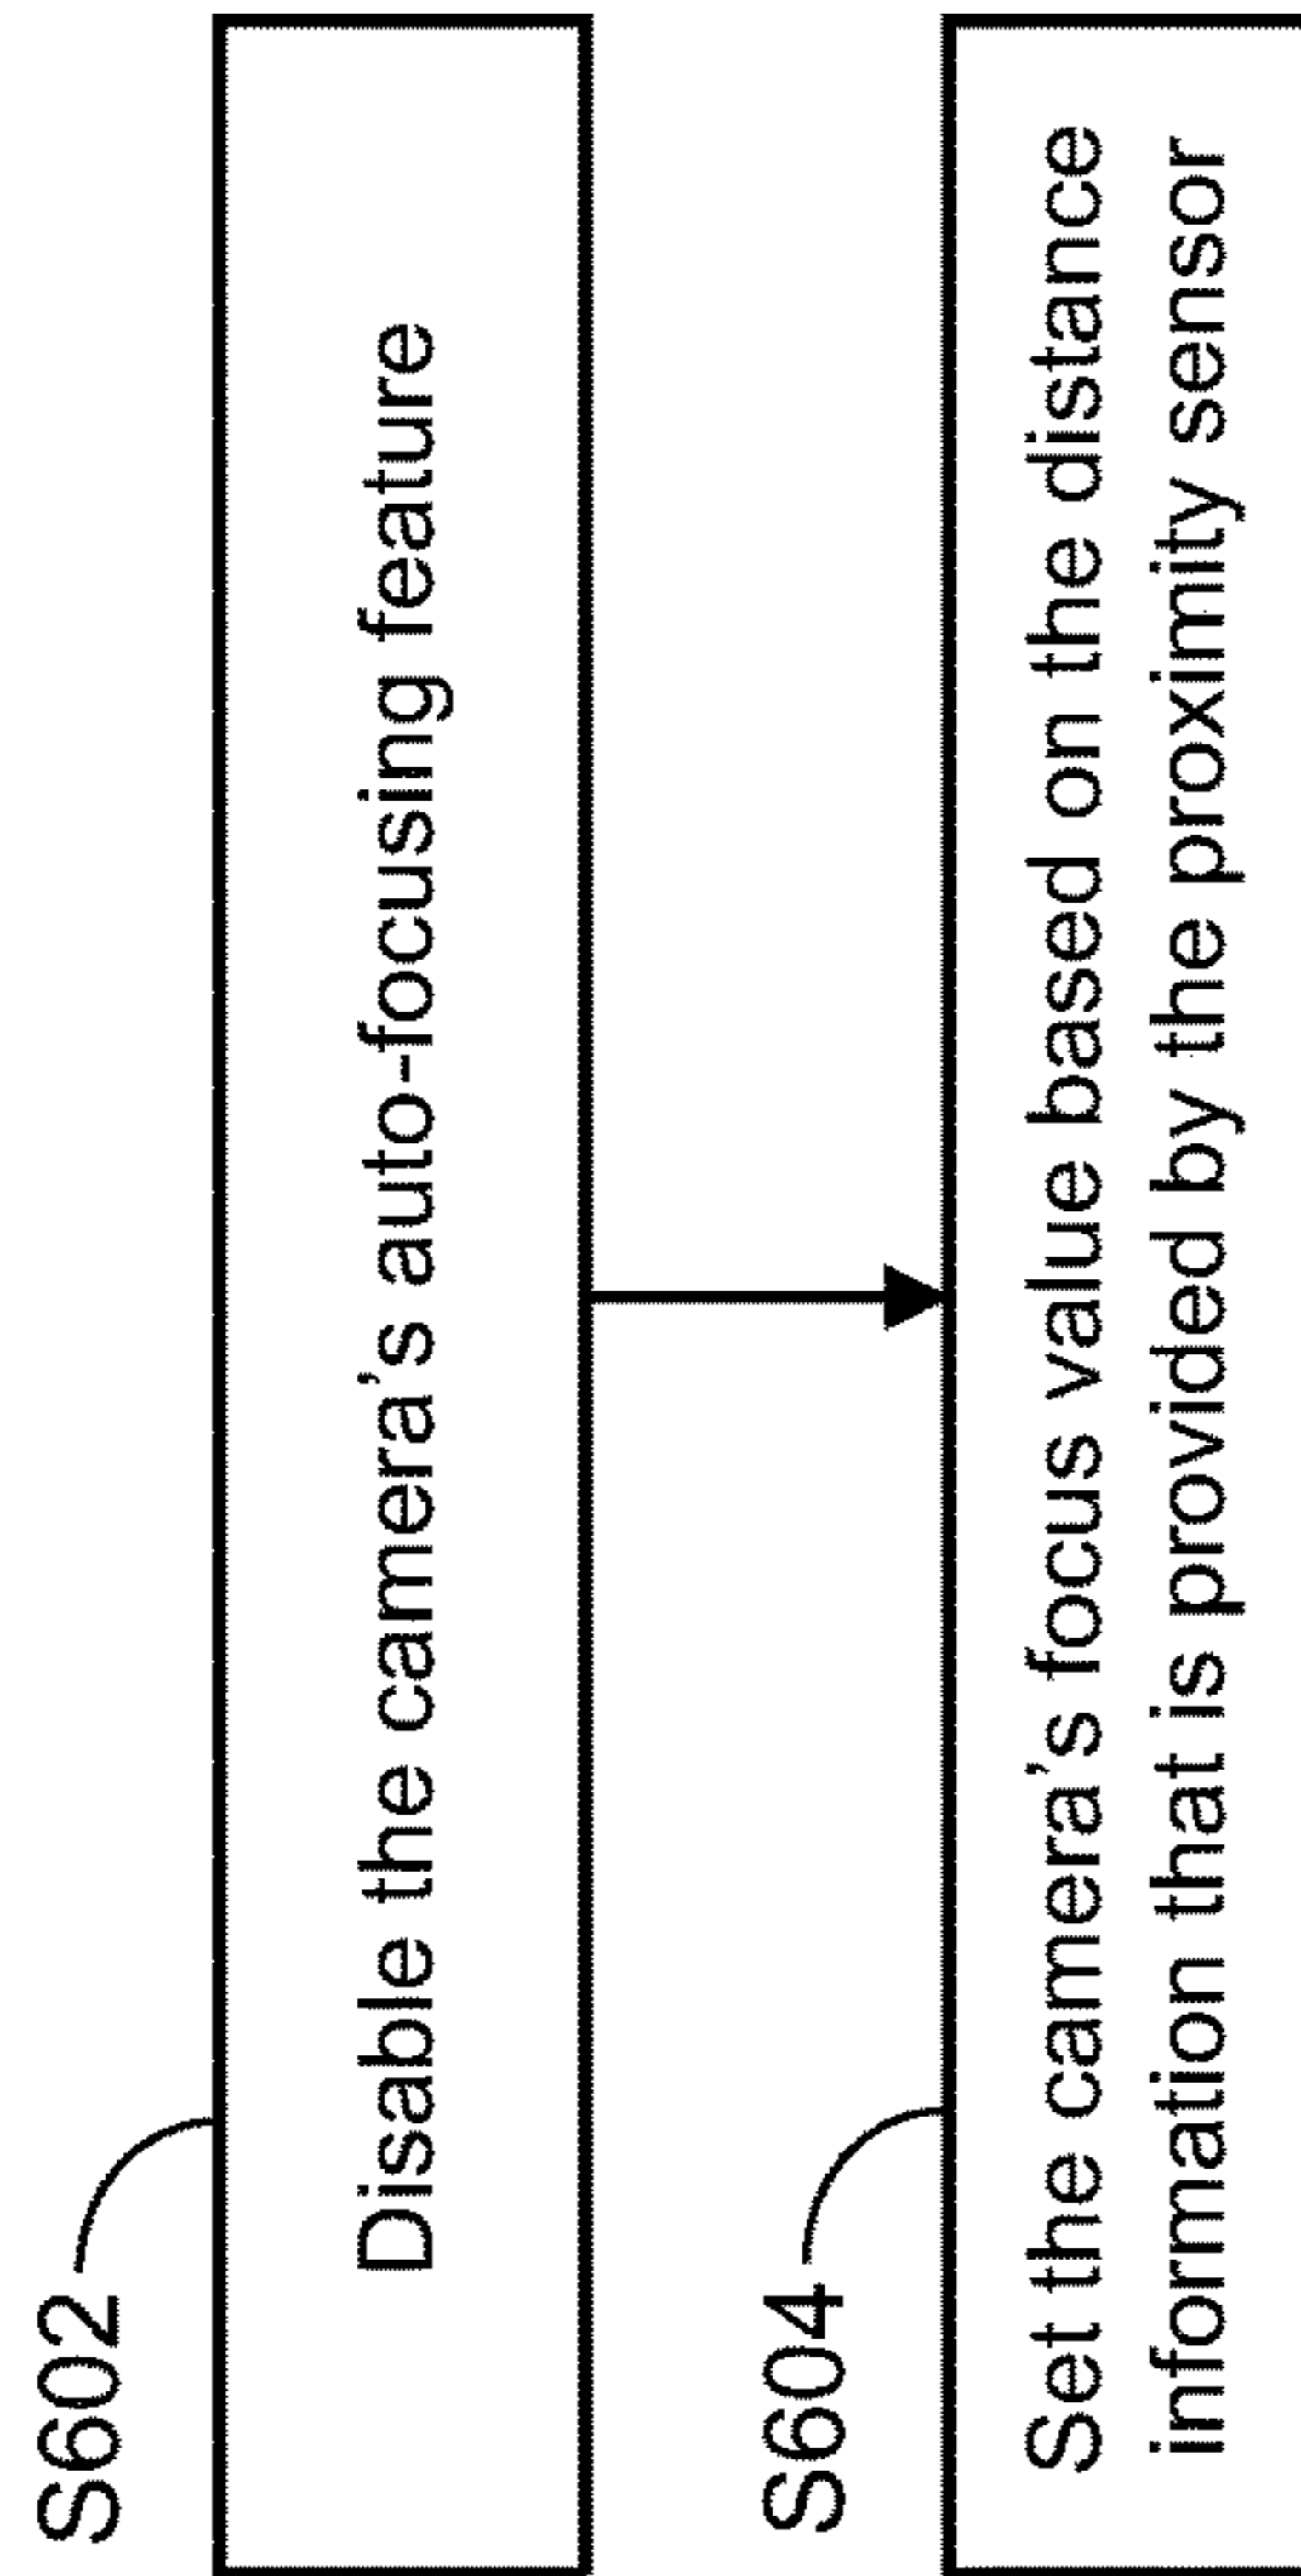 S602
Disable the camera's auto-focusing feature
S604
Set the camera's focus value based on the distance
information that is provided by the proximity sensor